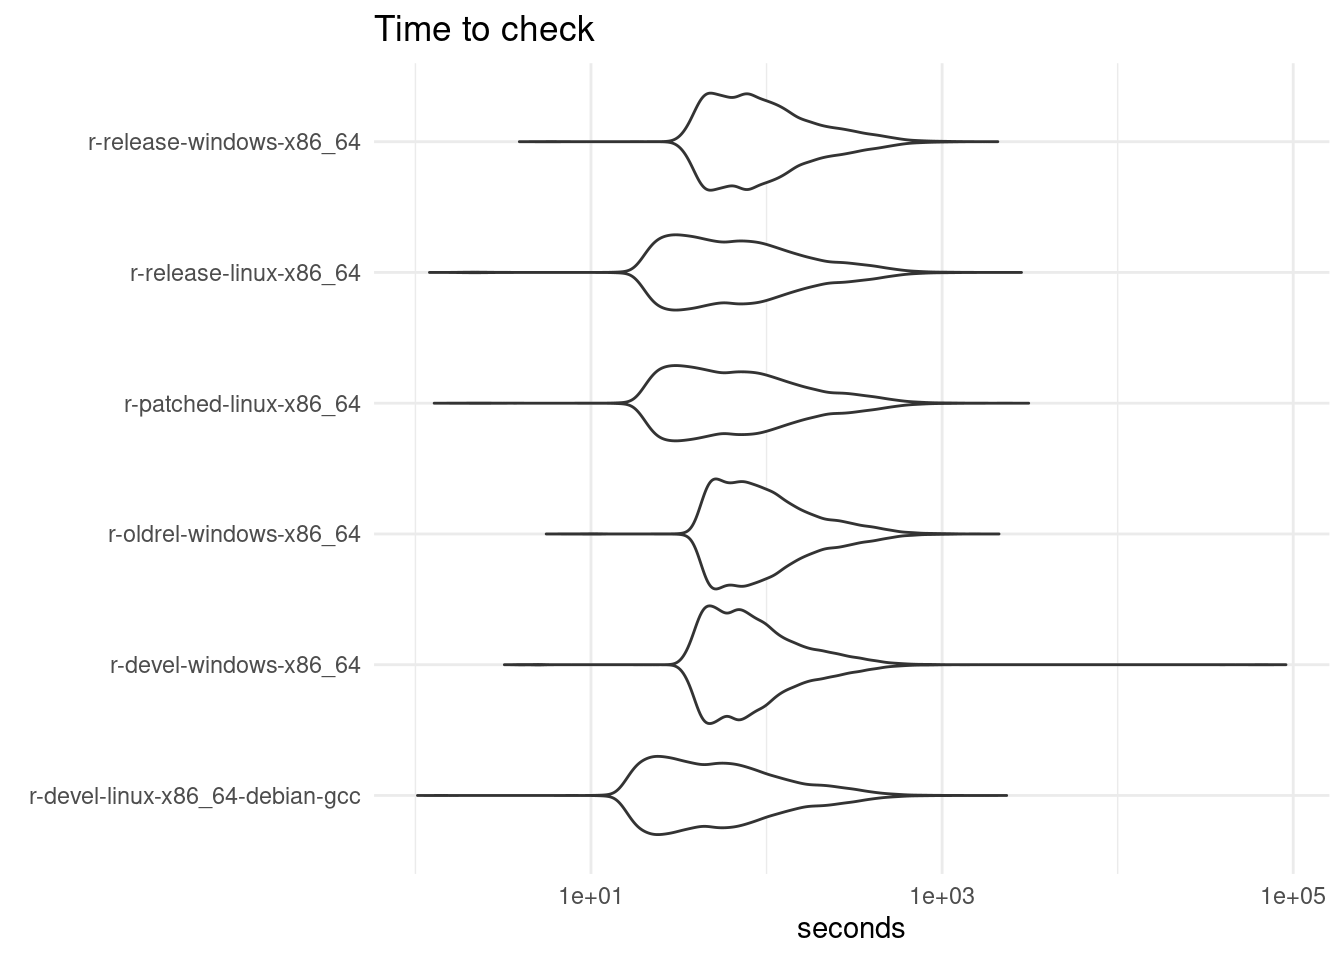 Time to check
r-release-windows-x86_64
r-release-linux-x86_64
r-patched-linux-x86_64
r-oldrel-windows-x86_64
r-devel-windows-x86_64
r-devel-linux-x86_64-debian-gcc
1e+01 1e+03 1e+05
seconds